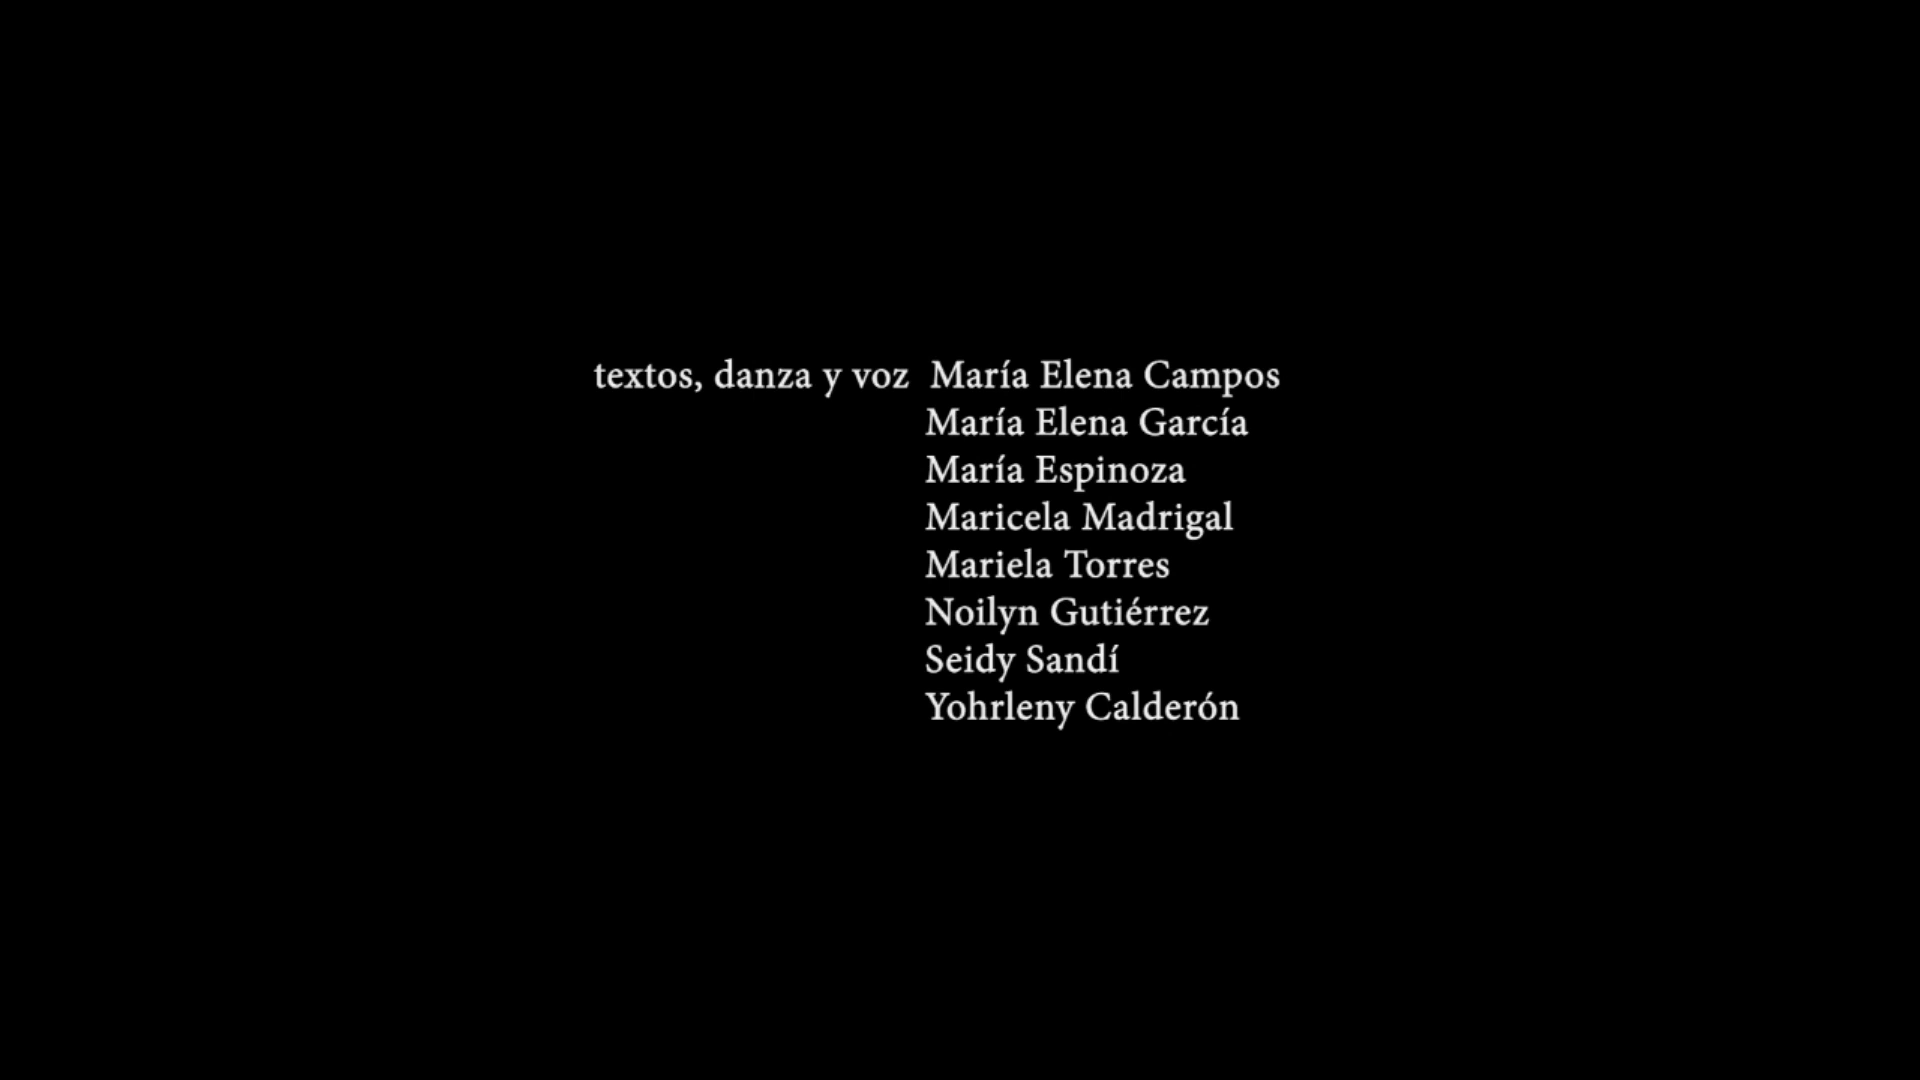 textos, danza y voz María Elena Campos
María Elena García
María Espinoza
Maricela Madrigal
Mariela Torres
Noilyn Gutiérrez
Seidy Sandí
Yohrleny Calderón